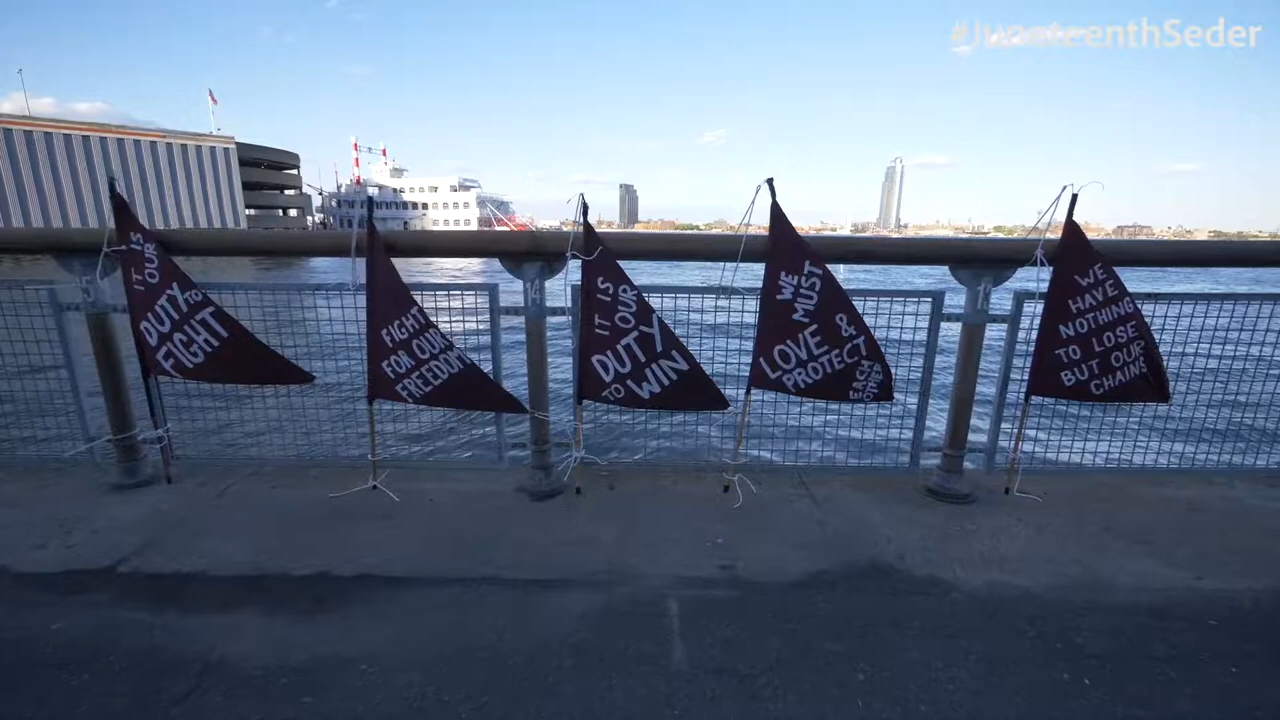 #JuneteenthSeder
IT IS
OUR
DUTY TO
FIGHT
FIGHT
FOR OUR
FREEDOM
IT IS
OUR
DUTY
TO WIN
WE
MUST
LOVE &
PROTECT
EACH
OTHER
WE
HAVE
NOTHING
TO LOSE
BUT OUR
CHAINS
14